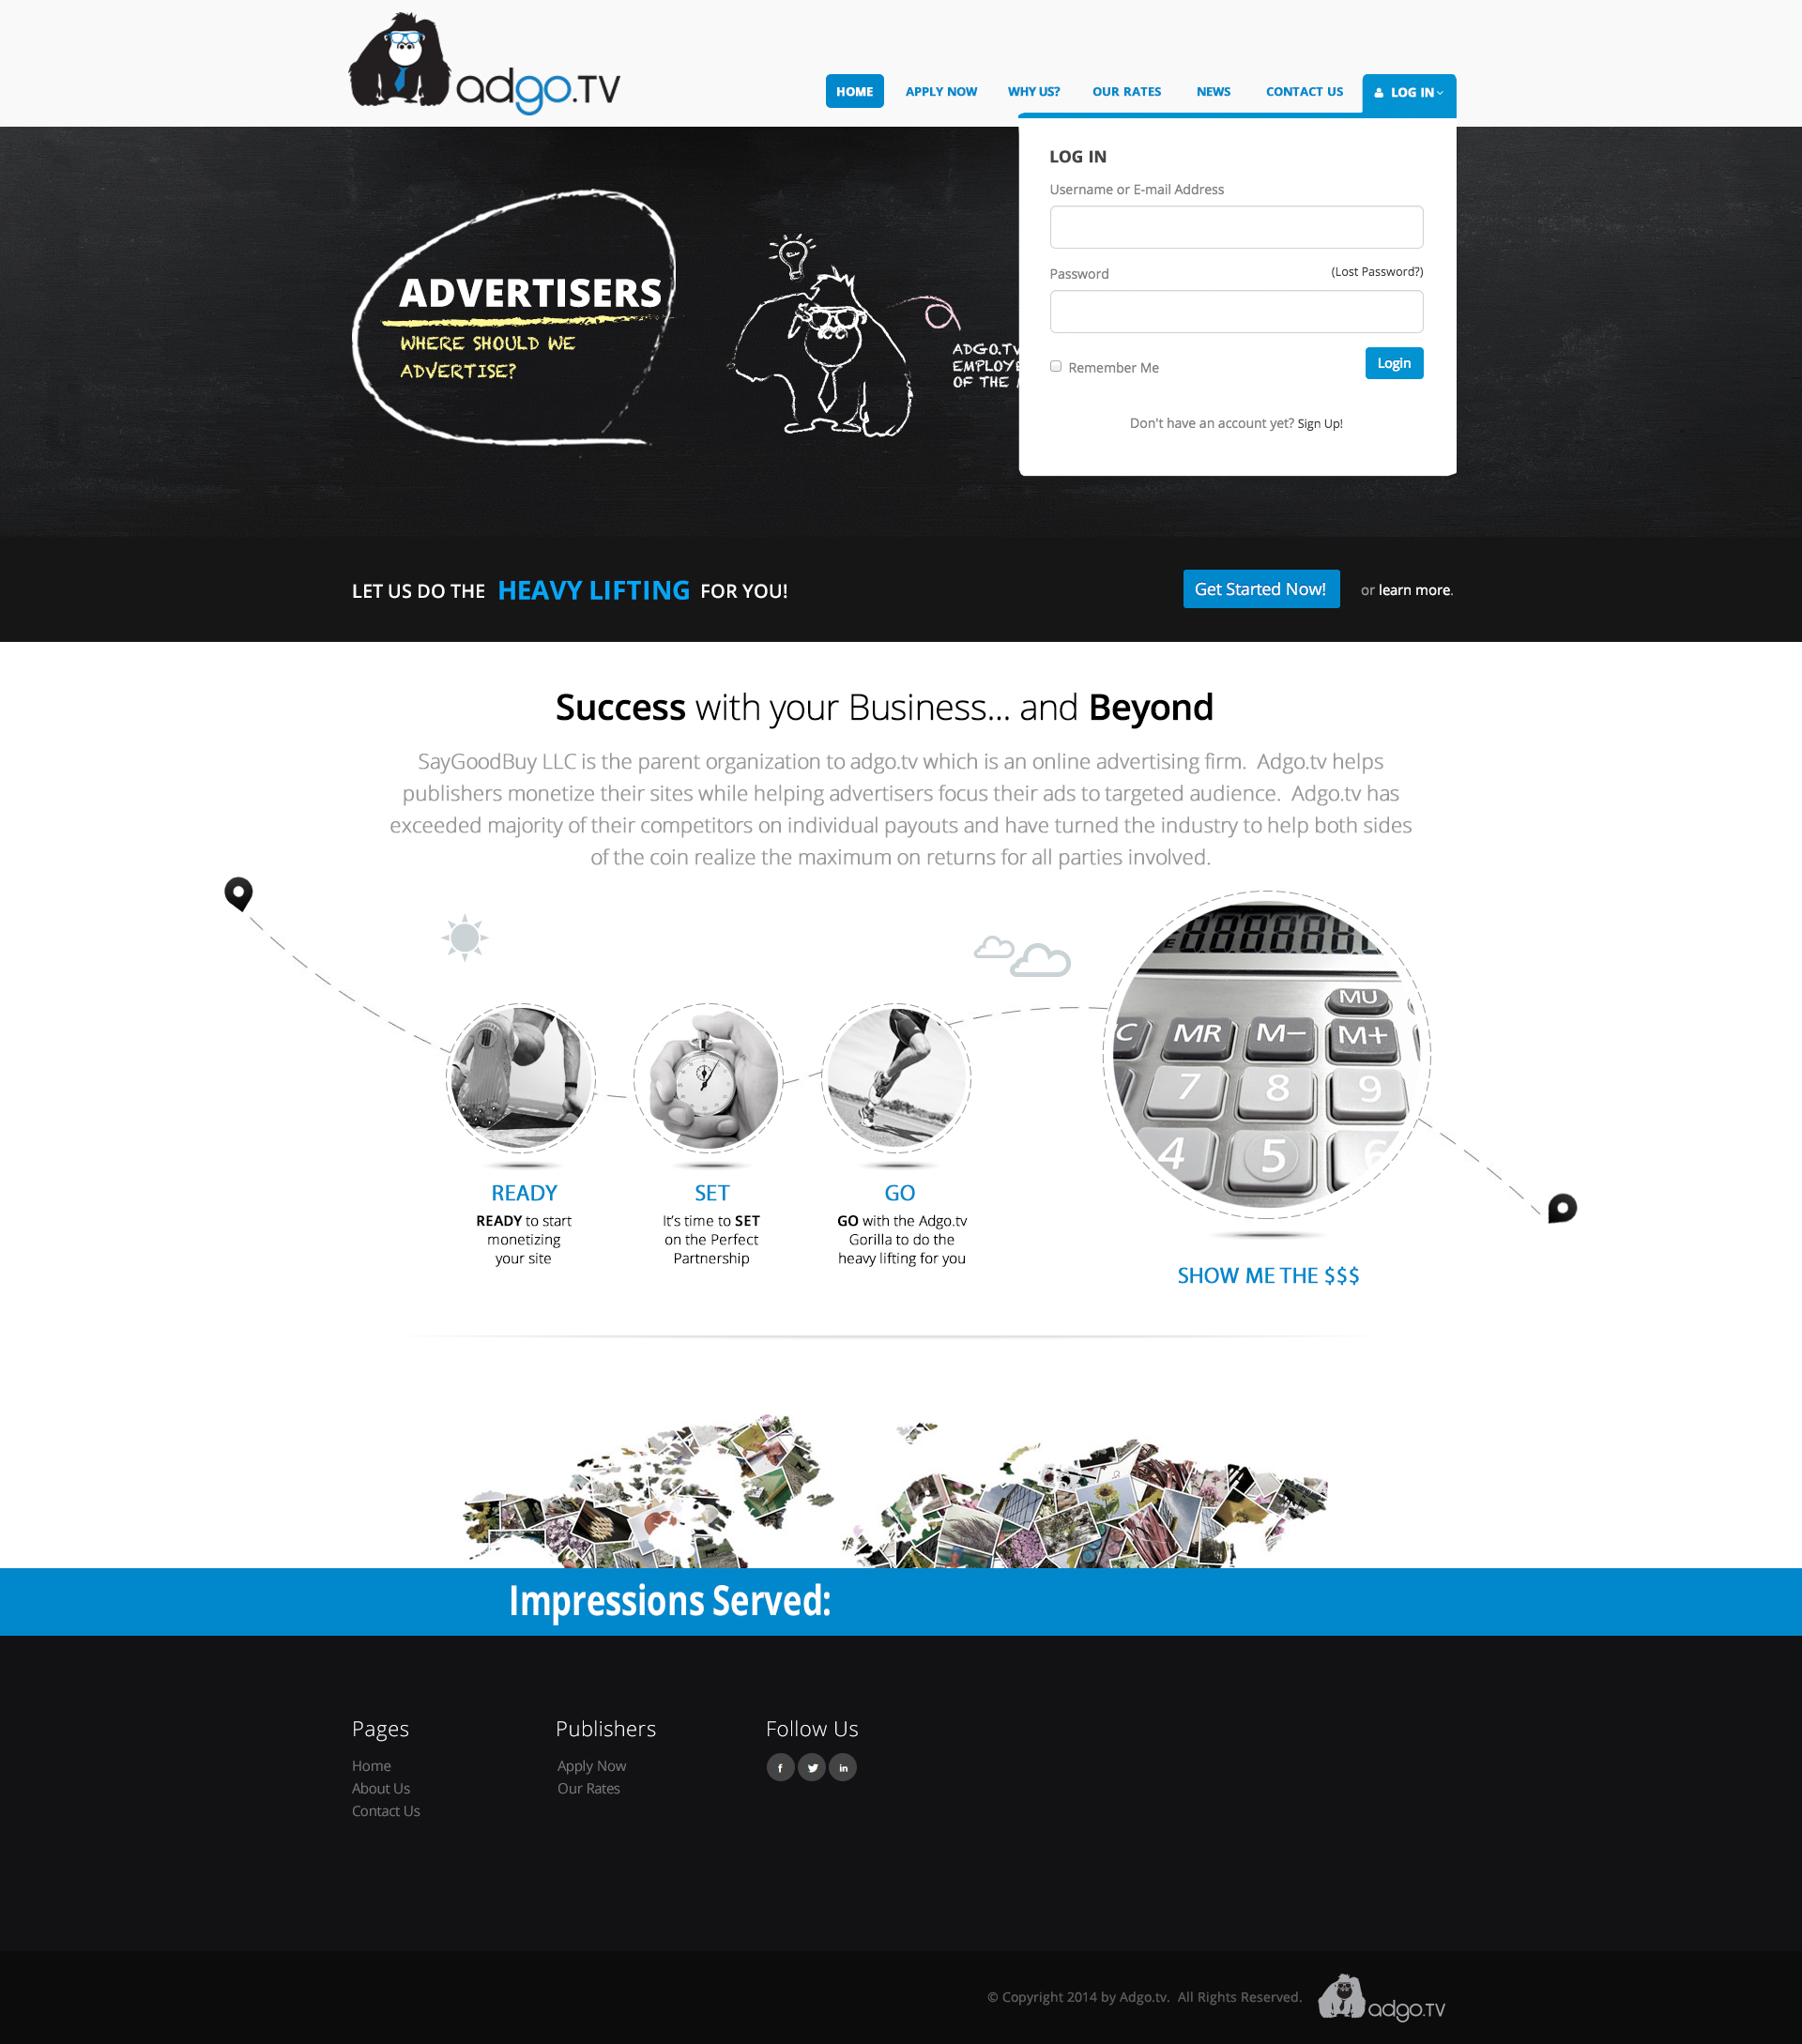 adgo.TV
HOME APPLY NOW WHY US? OUR RATES NEWS CONTACT US LOG IN
LOG IN
Username or E-mail Address
Password (Lost Password?)
Remember Me Login
Don't have an account yet? Sign Up!
ADVERTISERS
WHERE SHOULD WE
ADVERTISE?
ADGO.TV
OF THE
LET US DO THE HEAVY LIFTING FOR YOU!
Get Started Now! or learn more.
Success with your Business... and Beyond
SayGoodBuy LLC is the parent organization to adgo.tv which is an online advertising firm. Adgo.tv helps
publishers monetize their sites while helping advertisers focus their ads to targeted audience. Adgo.tv has
exceeded majority of their competitors on individual payouts and have turned the industry to help both sides
of the coin realize the maximum on returns for all parties involved.
MU
MR M− M+
7 8 9
4 5 6
READY
READY to start
monetizing
your site
SET
It's time to SET
on the Perfect
Partnership
GO
GO with the Adgo.tv
Gorilla to do the
heavy lifting for you
SHOW ME THE $$$
Impressions Served:
Pages
Home
About Us
Contact Us
Publishers
Apply Now
Our Rates
Follow Us
f in
© Copyright 2014 by Adgo.tv. All Rights Reserved.
adgo.TV